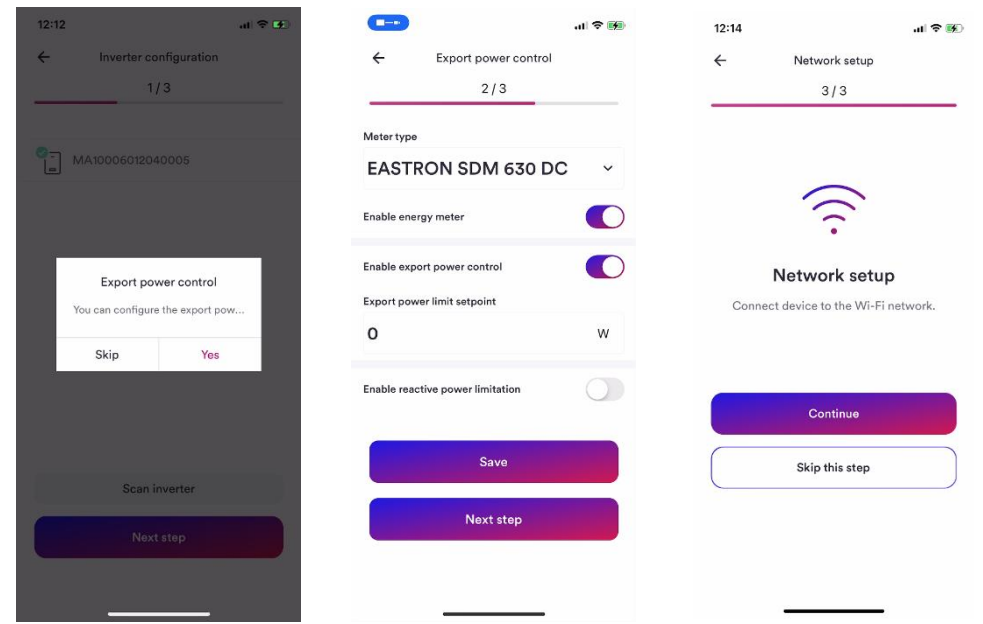 12:12
Inverter configuration
1/3
MA10006012040005
Export power control
You can configure the export pow...
Skip Yes
Scan inverter
Next step
Export power control
2/3
Meter type
EASTRON SDM 630 DC
Enable energy meter
Enable export power control
Export power limit setpoint
0 W
Enable reactive power limitation
Save
Next step
12:14
Network setup
3/3
Network setup
Connect device to the Wi-Fi network.
Continue
Skip this step